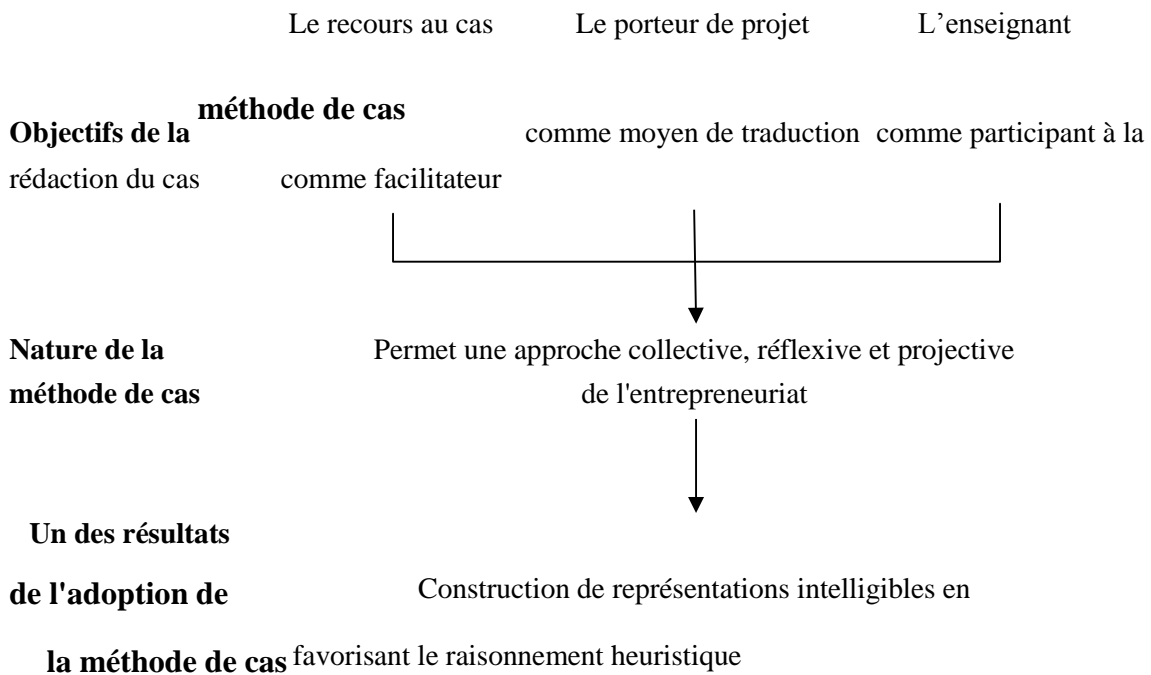 Le recours au cas Le porteur de projet L’enseignant
méthode de cas
Objectifs de la comme moyen de traduction comme participant à la
rédaction du cas comme facilitateur
Nature de la Permet une approche collective, réflexive et projective
méthode de cas de l'entrepreneuriat
Un des résultats
de l'adoption de Construction de représentations intelligibles en
la méthode de cas favorisant le raisonnement heuristique